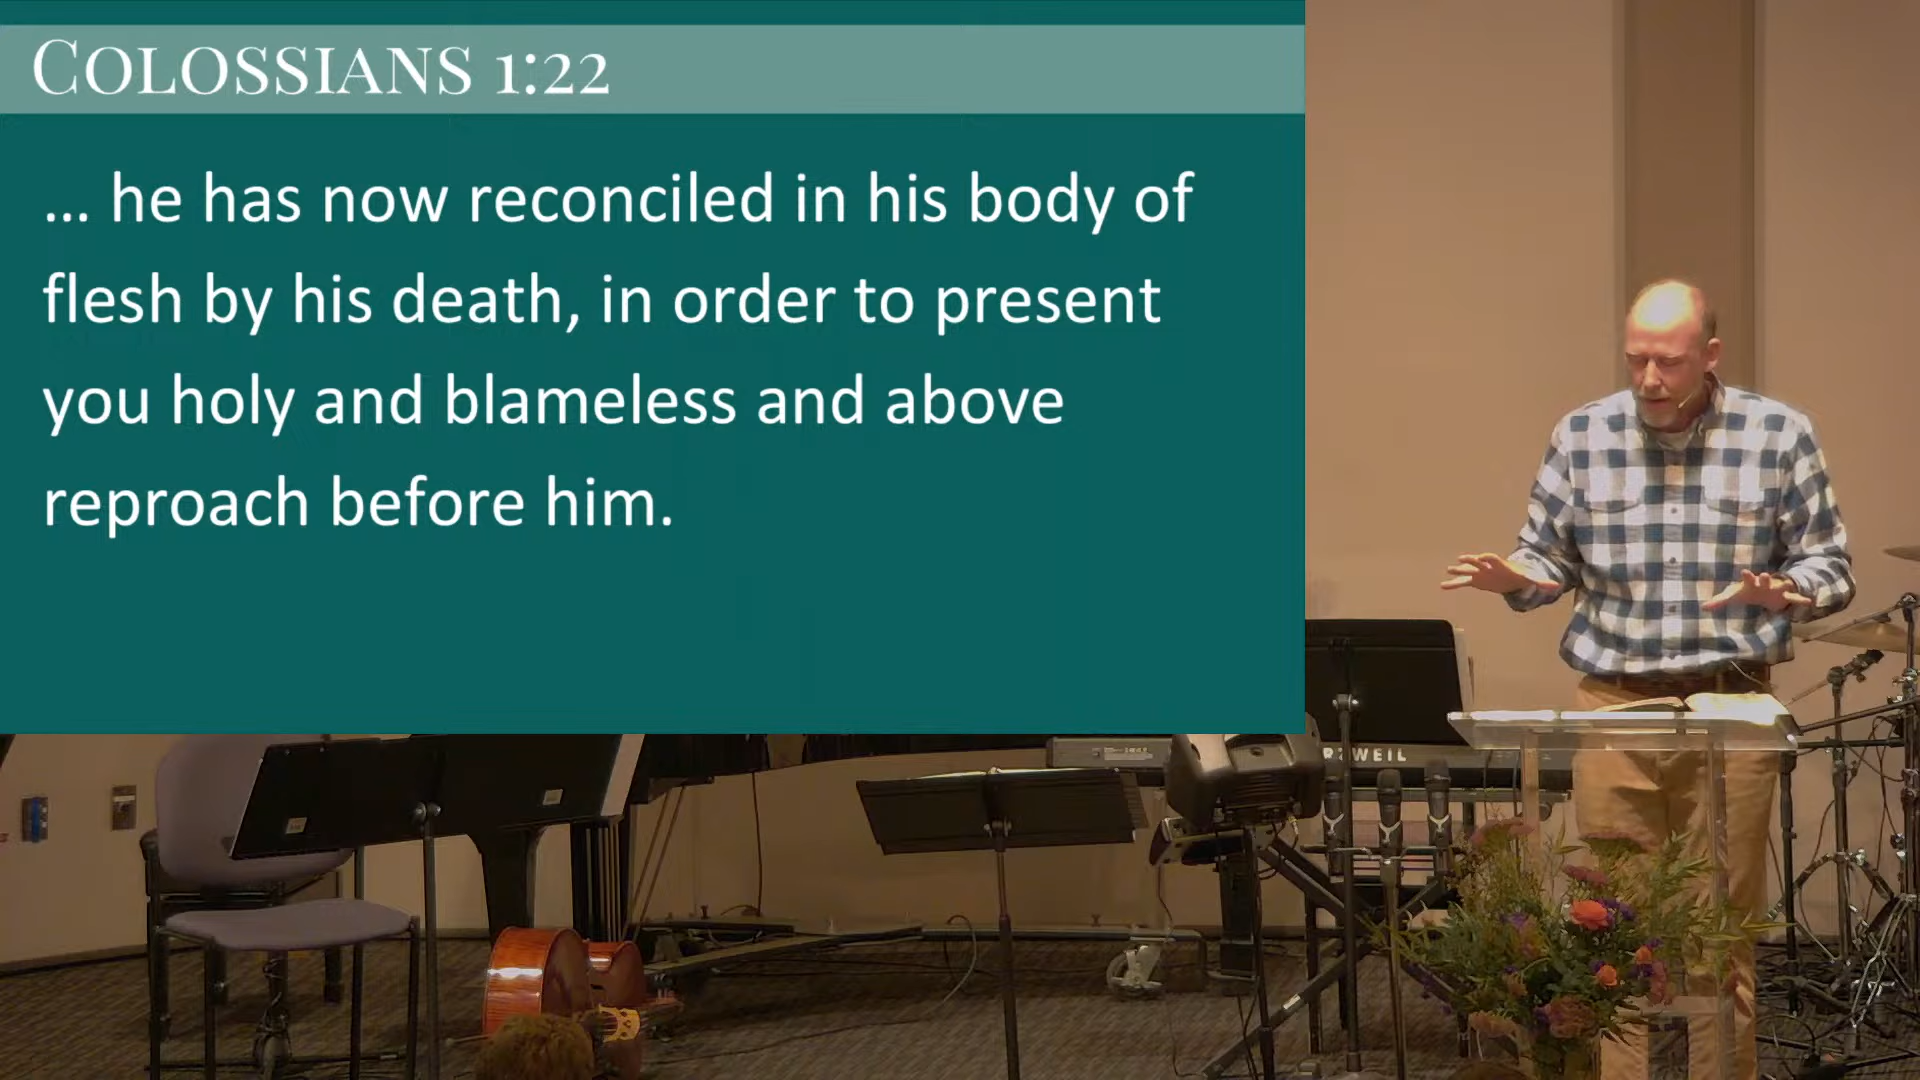 COLOSSIANS 1:22
... he has now reconciled in his body of
flesh by his death, in order to present
you holy and blameless and above
reproach before him.
RZWEIL